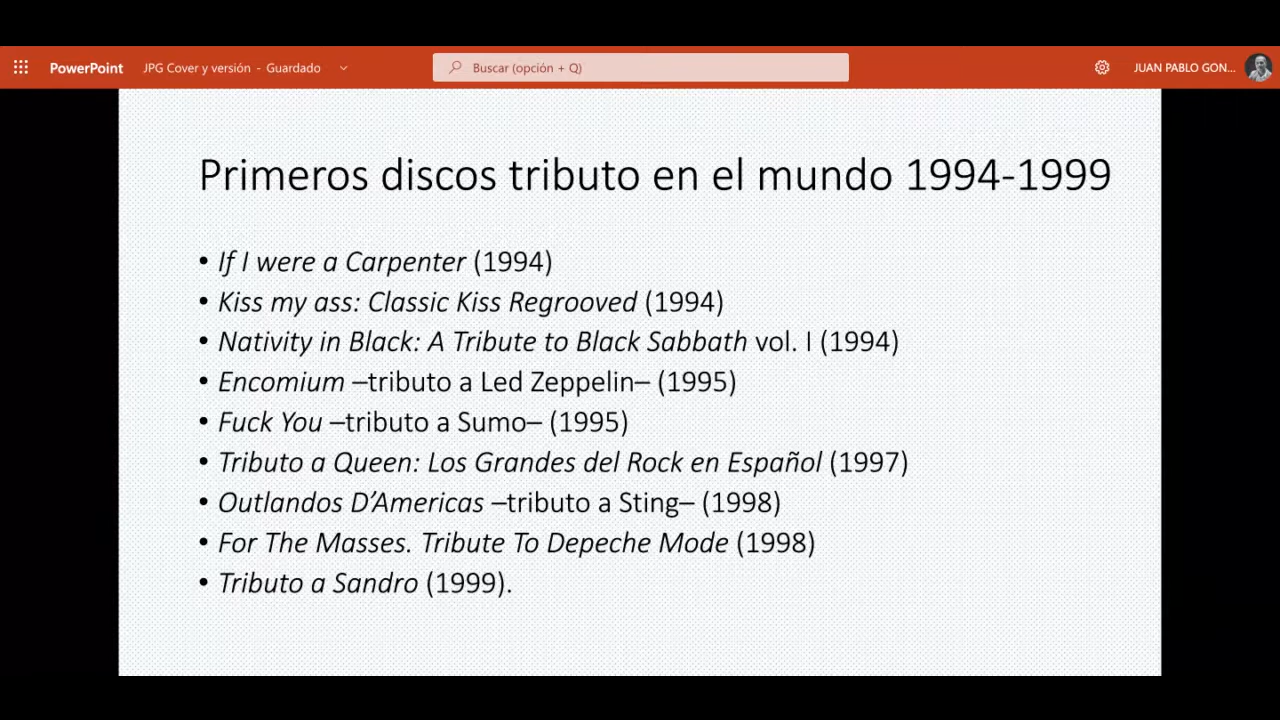 PowerPoint JPG Cover y versión - Guardado Buscar (opción + Q) JUAN PABLO GON...
Primeros discos tributo en el mundo 1994-1999
• If I were a Carpenter (1994)
• Kiss my ass: Classic Kiss Regrooved (1994)
• Nativity in Black: A Tribute to Black Sabbath vol. I (1994)
• Encomium –tributo a Led Zeppelin– (1995)
• Fuck You –tributo a Sumo– (1995)
• Tributo a Queen: Los Grandes del Rock en Español (1997)
• Outlandos D’Americas –tributo a Sting– (1998)
• For The Masses. Tribute To Depeche Mode (1998)
• Tributo a Sandro (1999).